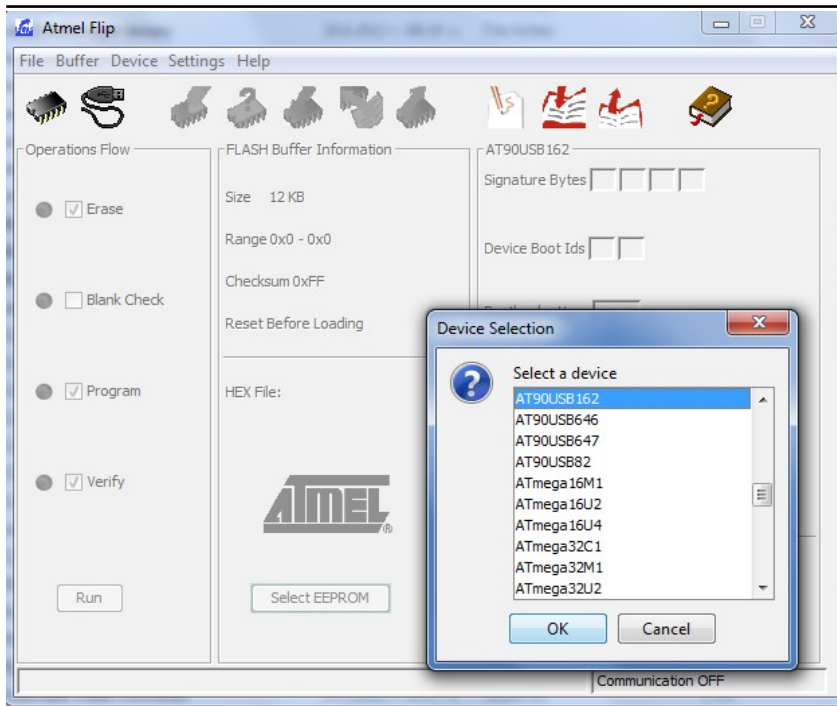 Atmel Flip
File Buffer Device Settings Help
Operations Flow
Erase
Blank Check
Program
Verify
Run
FLASH Buffer Information
Size 12 KB
Range 0x0 - 0x0
Checksum 0xFF
Reset Before Loading
HEX File:
ATMEL
®
Select EEPROM
AT90USB162
Signature Bytes
Device Boot Ids
Device Selection
Select a device
AT90USB162
AT90USB646
AT90USB647
AT90USB82
ATmega16M1
ATmega16U2
ATmega16U4
ATmega32C1
ATmega32M1
ATmega32U2
OK Cancel
Communication OFF